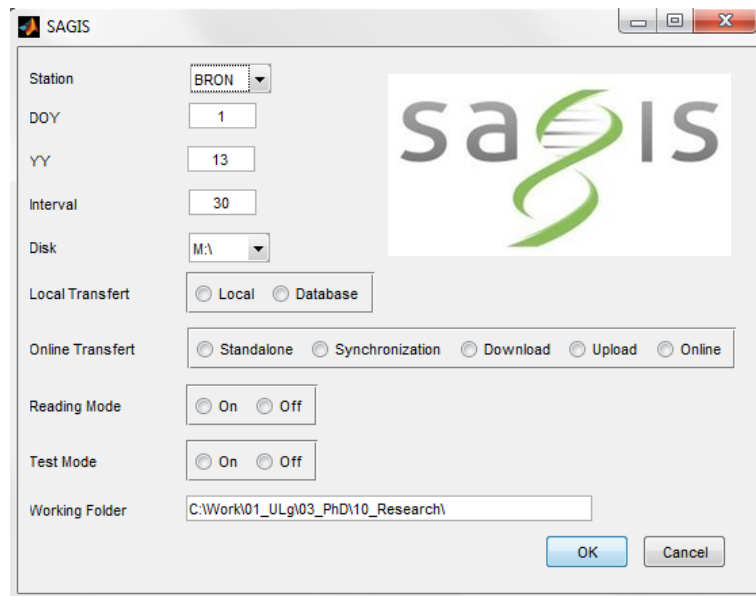 SAGIS
Station BRON
DOY 1
YY 13
Interval 30
Disk M:\
sagis
Local Transfert Local Database
Online Transfert Standalone Synchronization Download Upload Online
Reading Mode On Off
Test Mode On Off
Working Folder C:\Work\01_ULg\03_PhD\10_Research\
OK Cancel